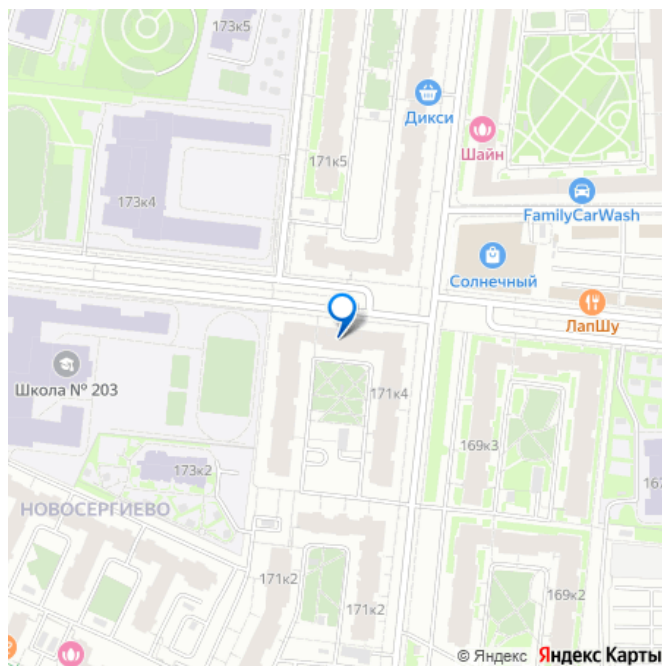 173к5
Дикси
Шайн
171к5
173к4
FamilyCarWash
Солнечный
ЛапШу
Школа № 203
171к4
169к3
173к2
167
НОВОСЕРГИЕВО
171к2
171к2
169к2
© Яндекс Яндекс Карты